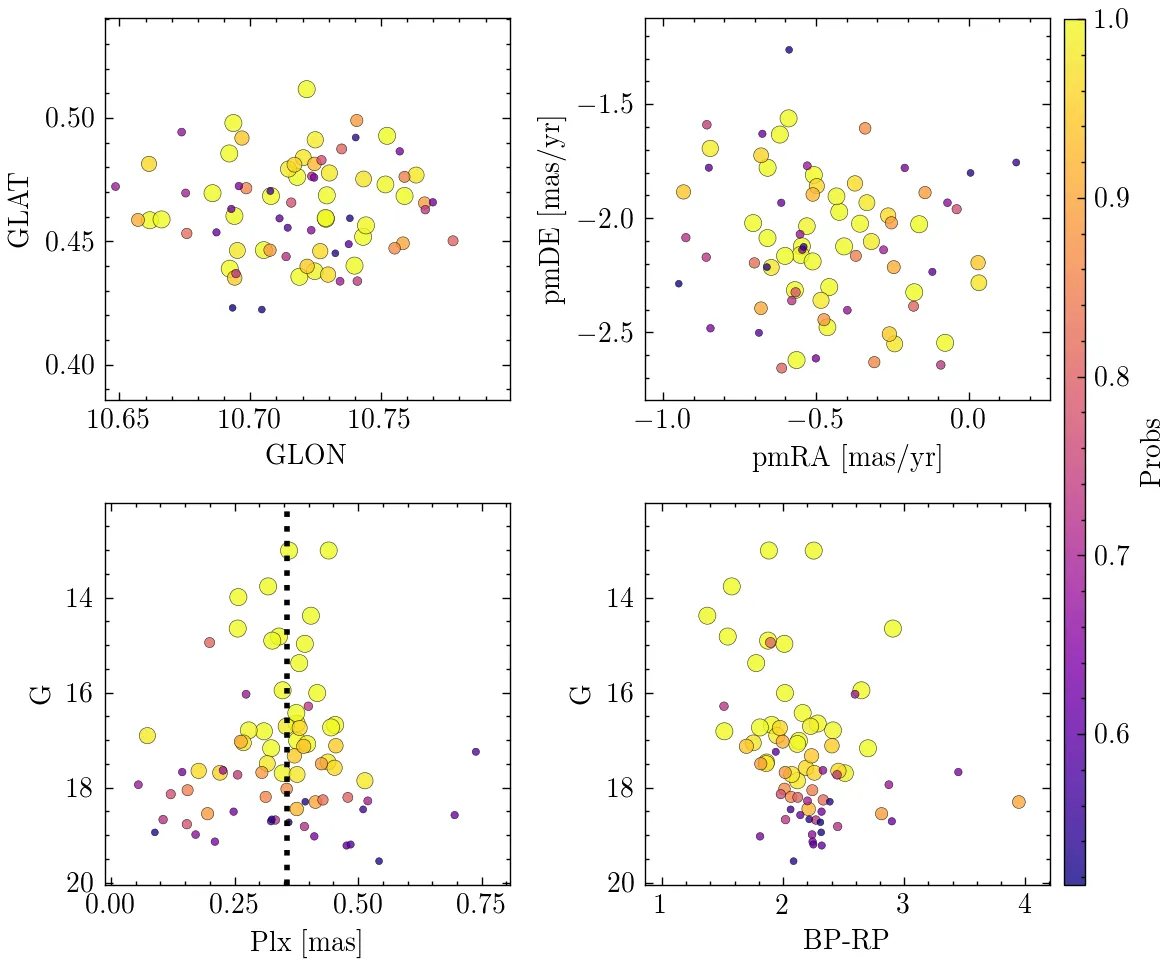 0.50
0.45
0.40
GLAT
10.65 10.70 10.75
GLON
−1.5
−2.0
−2.5
pmDE [mas/yr]
−1.0 −0.5 0.0
pmRA [mas/yr]
1.0
0.9
0.8
0.7
0.6
Probs
14
16
18
20
G
0.00 0.25 0.50 0.75
Plx [mas]
14
16
18
20
G
1 2 3 4
BP-RP